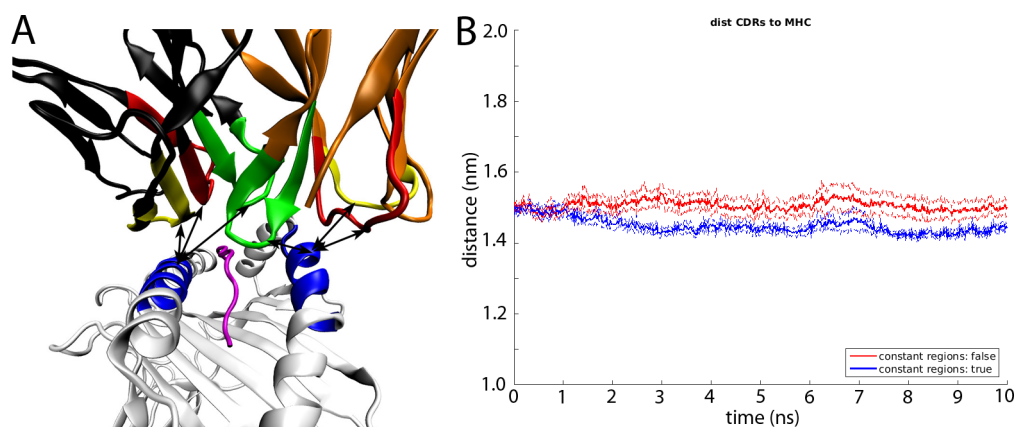 A
B
dist CDRs to MHC
2.0
1.8
1.6
1.4
1.2
1.0
distance (nm)
0 1 2 3 4 5 6 7 8 9 10
time (ns)
constant regions: false
constant regions: true